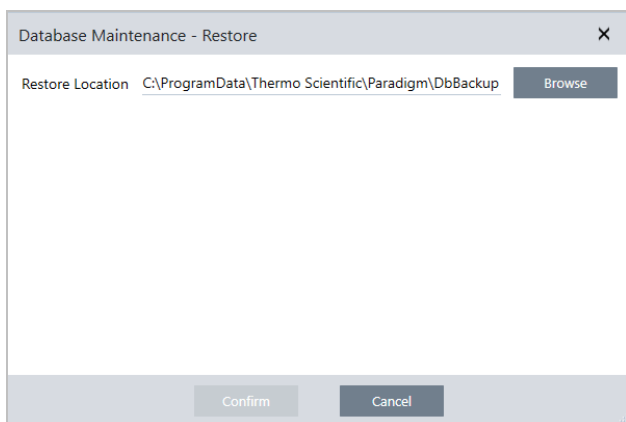 Database Maintenance - Restore
Restore Location C:\ProgramData\Thermo Scientific\Paradigm\DbBackup Browse
Confirm Cancel